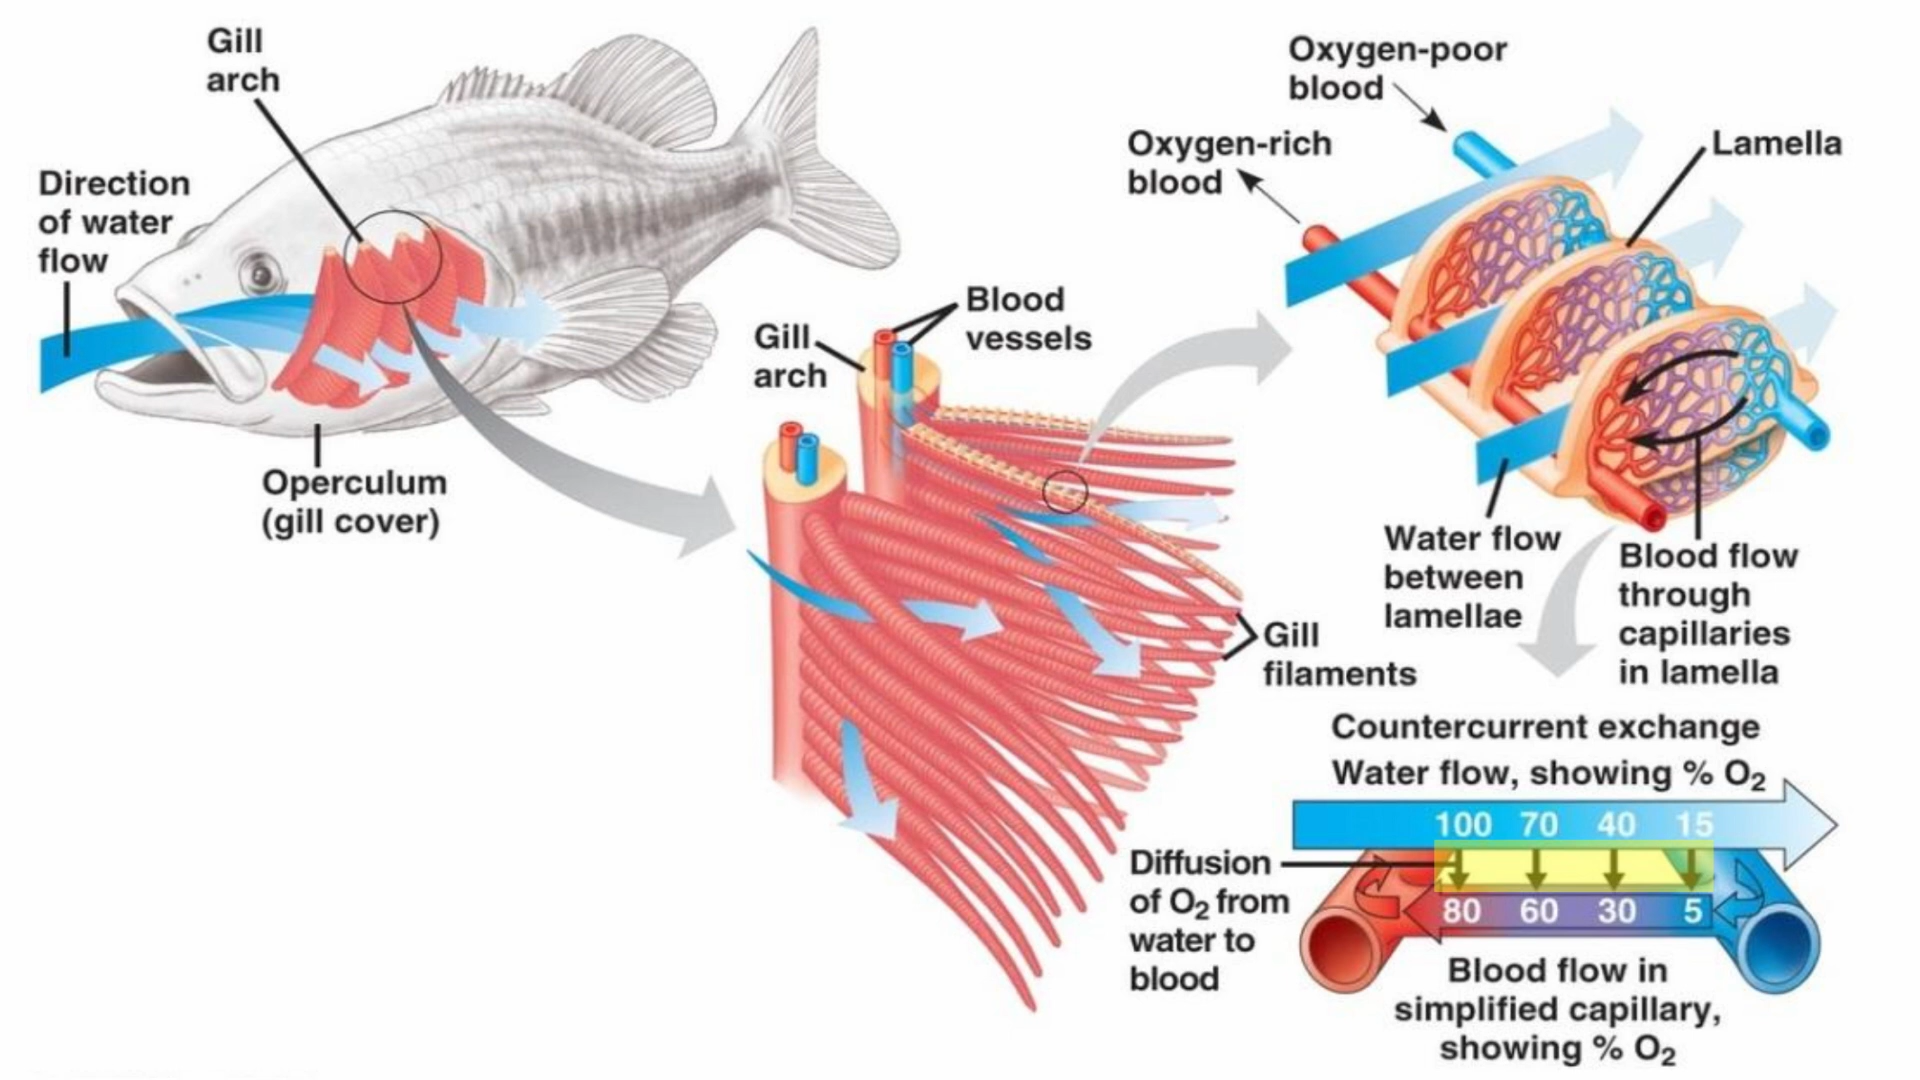 Gill
arch
Direction
of water
flow
Operculum
(gill cover)
Gill
arch
Blood
vessels
Gill
filaments
Oxygen-poor
blood
Oxygen-rich
blood
Lamella
Water flow
between
lamellae
Blood flow
through
capillaries
in lamella
Countercurrent exchange
Water flow, showing % O₂
100 70 40 15
Diffusion
of O₂ from
water to
blood
80 60 30 5
Blood flow in
simplified capillary,
showing % O₂